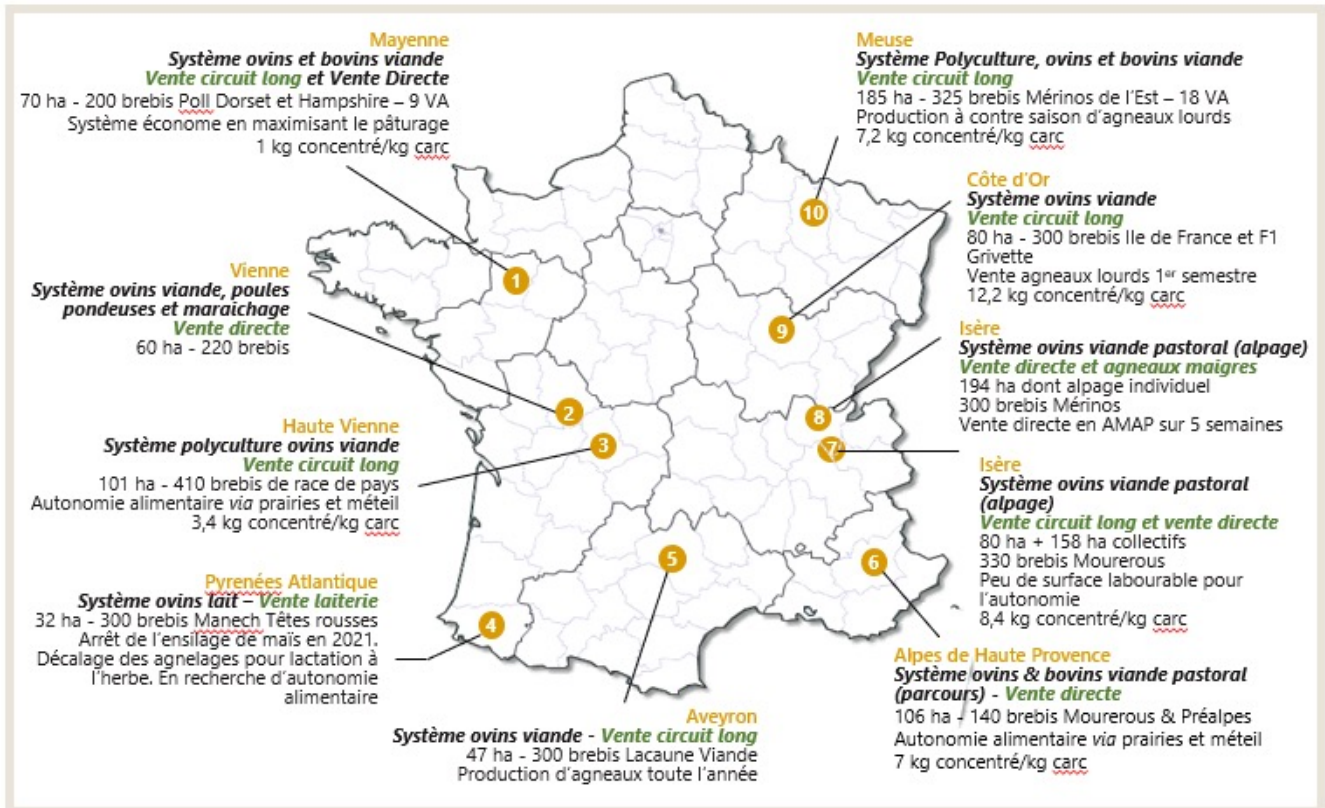 Mayenne
Système ovins et bovins viande
Vente circuit long et Vente Directe
70 ha - 200 brebis Poll Dorset et Hampshire – 9 VA
Système économe en maximisant le pâturage
1 kg concentré/kg carc
Vienne
Système ovins viande, poules
pondeuses et maraichage
Vente directe
60 ha - 220 brebis
Haute Vienne
Système polyculture ovins viande
Vente circuit long
101 ha - 410 brebis de race de pays
Autonomie alimentaire via prairies et méteil
3,4 kg concentré/kg carc
Pyrenées Atlantique
Système ovins lait – Vente laiterie
32 ha - 300 brebis Manech Têtes rousses
Arrêt de l'ensilage de maïs en 2021.
Décalage des agnelages pour lactation à
l'herbe. En recherche d'autonomie
alimentaire
Aveyron
Système ovins viande - Vente circuit long
47 ha - 300 brebis Lacaune Viande
Production d'agneaux toute l'année
Meuse
Système Polyculture, ovins et bovins viande
Vente circuit long
185 ha - 325 brebis Mérinos de l'Est – 18 VA
Production à contre saison d'agneaux lourds
7,2 kg concentré/kg carc
Côte d'Or
Système ovins viande
Vente circuit long
80 ha - 300 brebis Ile de France et F1
Grivette
Vente agneaux lourds 1er semestre
12,2 kg concentré/kg carc
Isère
Système ovins viande pastoral (alpage)
Vente directe et agneaux maigres
194 ha dont alpage individuel
300 brebis Mérinos
Vente directe en AMAP sur 5 semaines
Isère
Système ovins viande pastoral
(alpage)
Vente circuit long et vente directe
80 ha + 158 ha collectifs
330 brebis Mourerous
Peu de surface labourable pour
l'autonomie
8,4 kg concentré/kg carc
Alpes de Haute Provence
Système ovins & bovins viande pastoral
(parcours) - Vente directe
106 ha - 140 brebis Mourerous & Préalpes
Autonomie alimentaire via prairies et méteil
7 kg concentré/kg carc
1
2
3
4
5
6
7
8
9
10